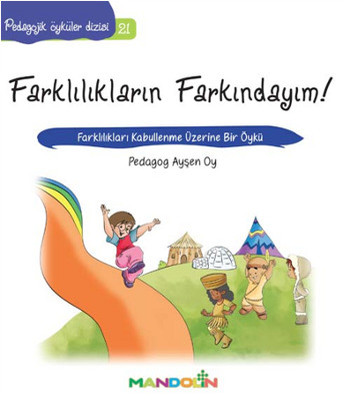 Pedagojik öyküler dizisi 21
Farklılıkların Farkındayım!
Farklılıkları Kabullenme Üzerine Bir Öykü
Pedagog Ayşen Oy
MANDOLİN